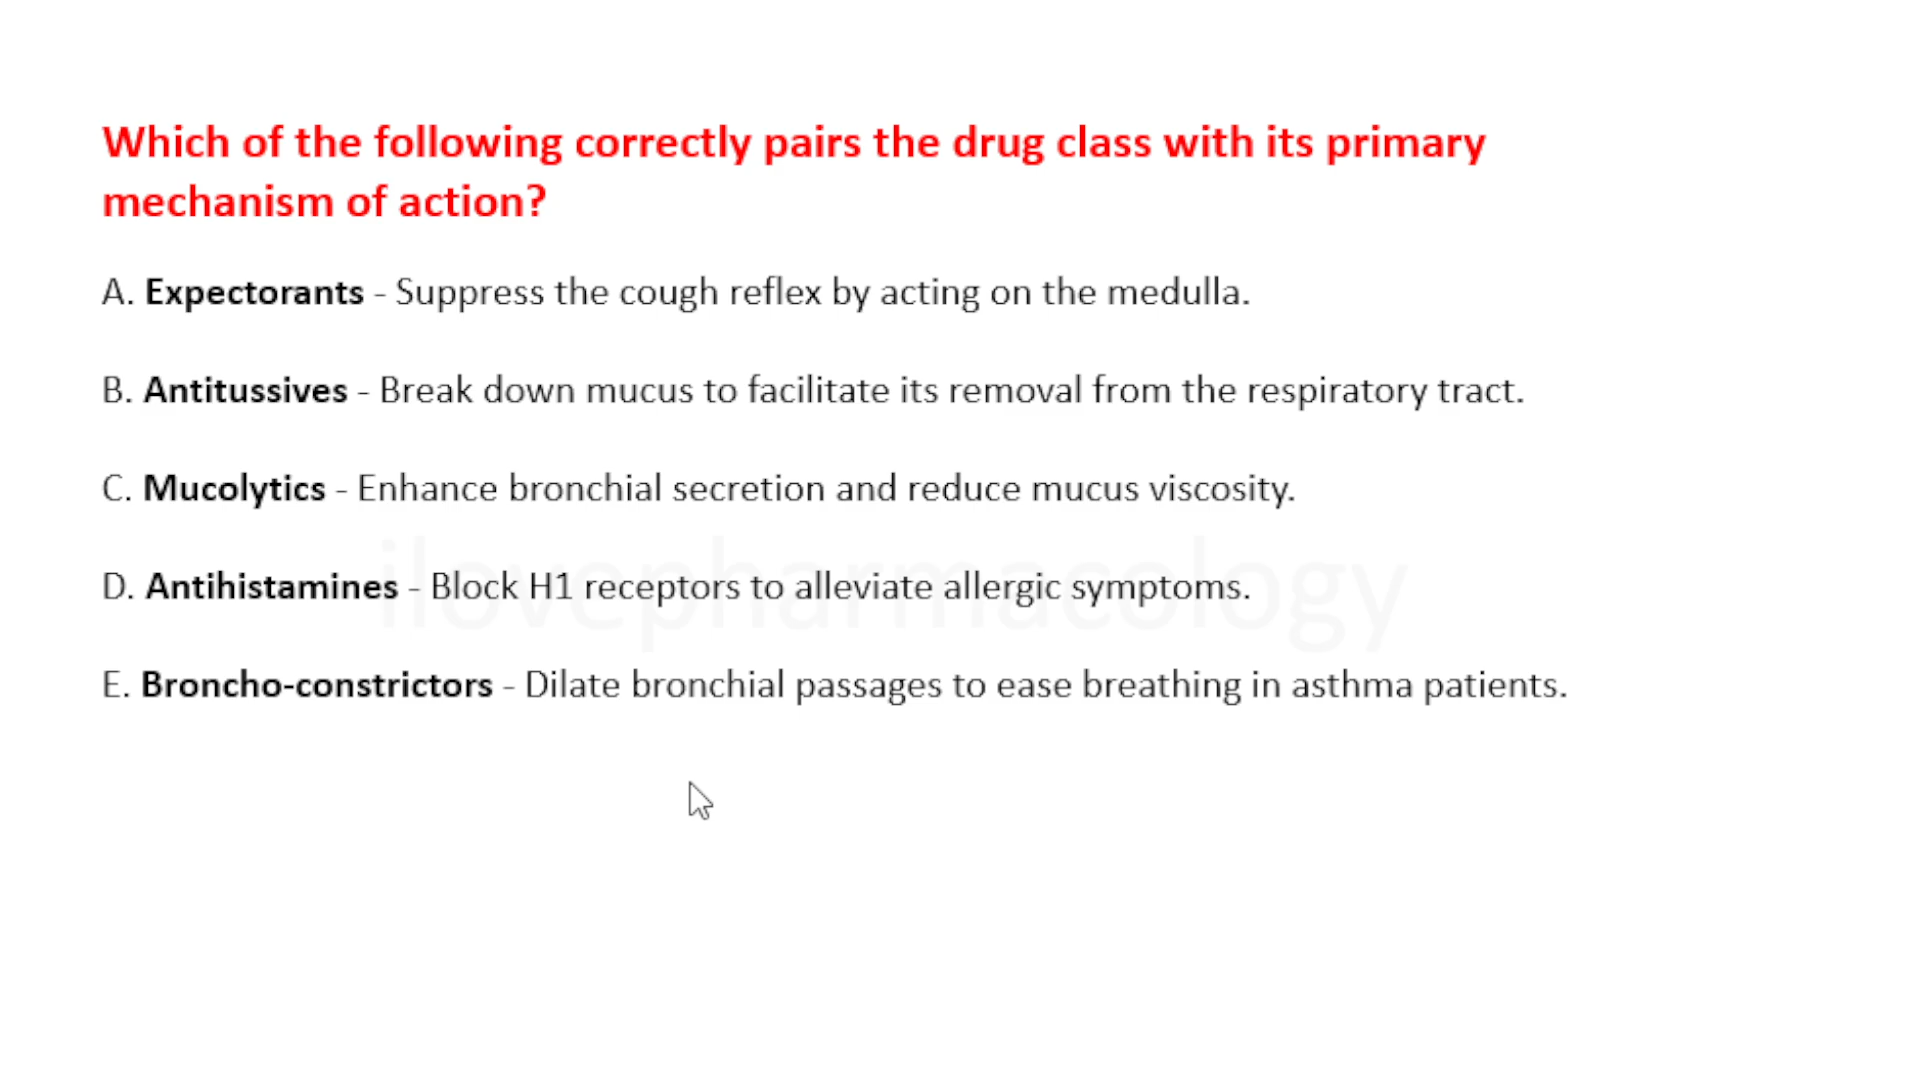 Which of the following correctly pairs the drug class with its primary
mechanism of action?
A. Expectorants - Suppress the cough reflex by acting on the medulla.
B. Antitussives - Break down mucus to facilitate its removal from the respiratory tract.
C. Mucolytics - Enhance bronchial secretion and reduce mucus viscosity.
ilovepharmacology
D. Antihistamines - Block H1 receptors to alleviate allergic symptoms.
E. Broncho-constrictors - Dilate bronchial passages to ease breathing in asthma patients.